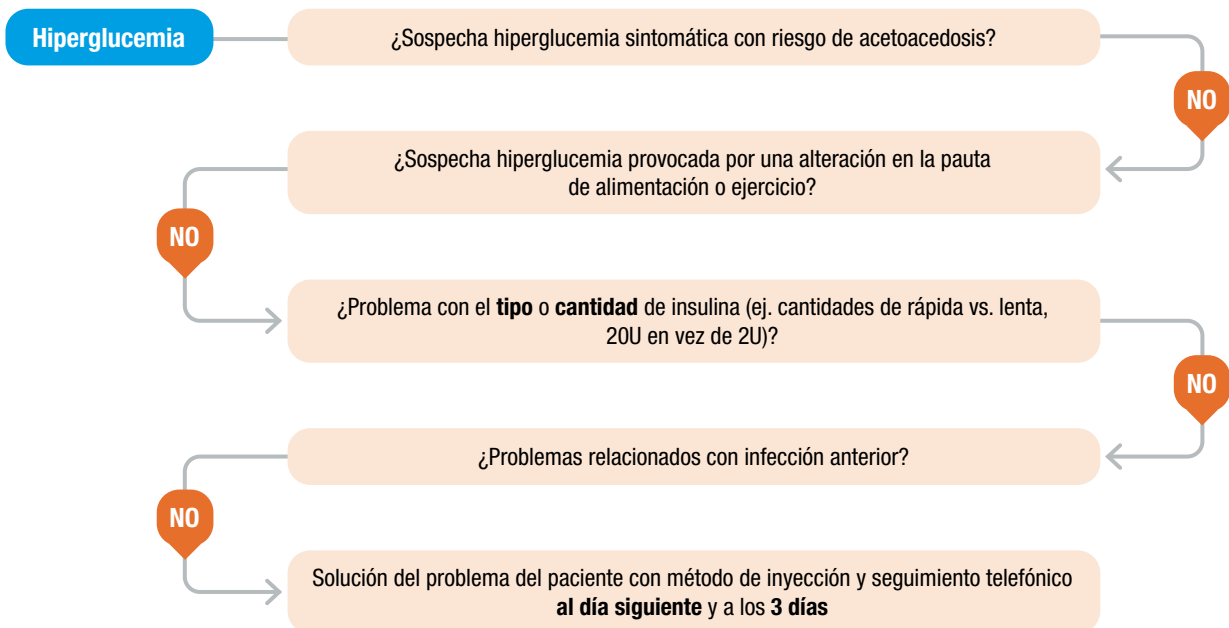 Hiperglucemia
¿Sospecha hiperglucemia sintomática con riesgo de acetoacedosis?
NO
¿Sospecha hiperglucemia provocada por una alteración en la pauta
de alimentación o ejercicio?
NO
¿Problema con el tipo o cantidad de insulina (ej. cantidades de rápida vs. lenta,
20U en vez de 2U)?
NO
¿Problemas relacionados con infección anterior?
NO
Solución del problema del paciente con método de inyección y seguimiento telefónico
al día siguiente y a los 3 días